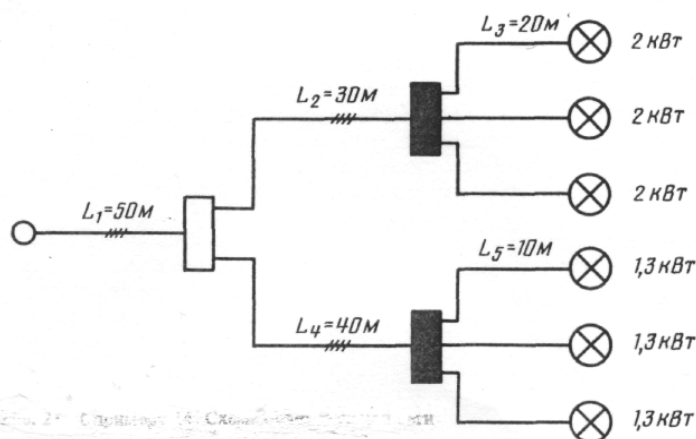 L₃=20м
2 кВт
L₂=30м
2 кВт
2 кВт
L₁=50м
L₅=10м
1,3 кВт
L₄=40м
1,3 кВт
1,3 кВт